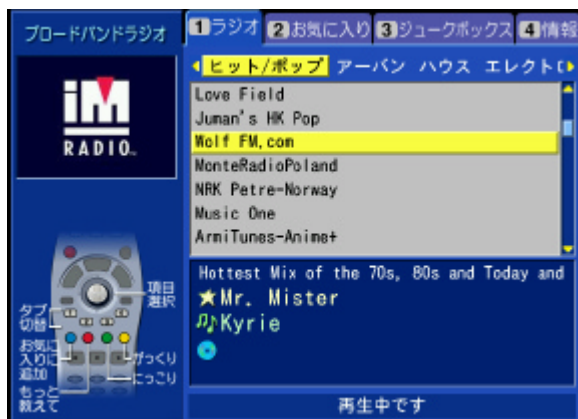 ブロードバンドラジオ
1 ラジオ 2 お気に入り 3 ジュークボックス 4 情報
iM
RADIO
ヒット/ポップ アーバン ハウス エレクト
Love Field
Juman's HK Pop
Wolf FM,com
MonteRadioPoland
NRK Petre-Norway
Music One
ArmiTunes-Anime+
Hottest Mix of the 70s, 80s and Today and
★Mr. Mister
Kyrie
項目
選択
タブ
切替
お気に
入りに
追加
がっくり
にっこり
もっと
教えて
再生中です